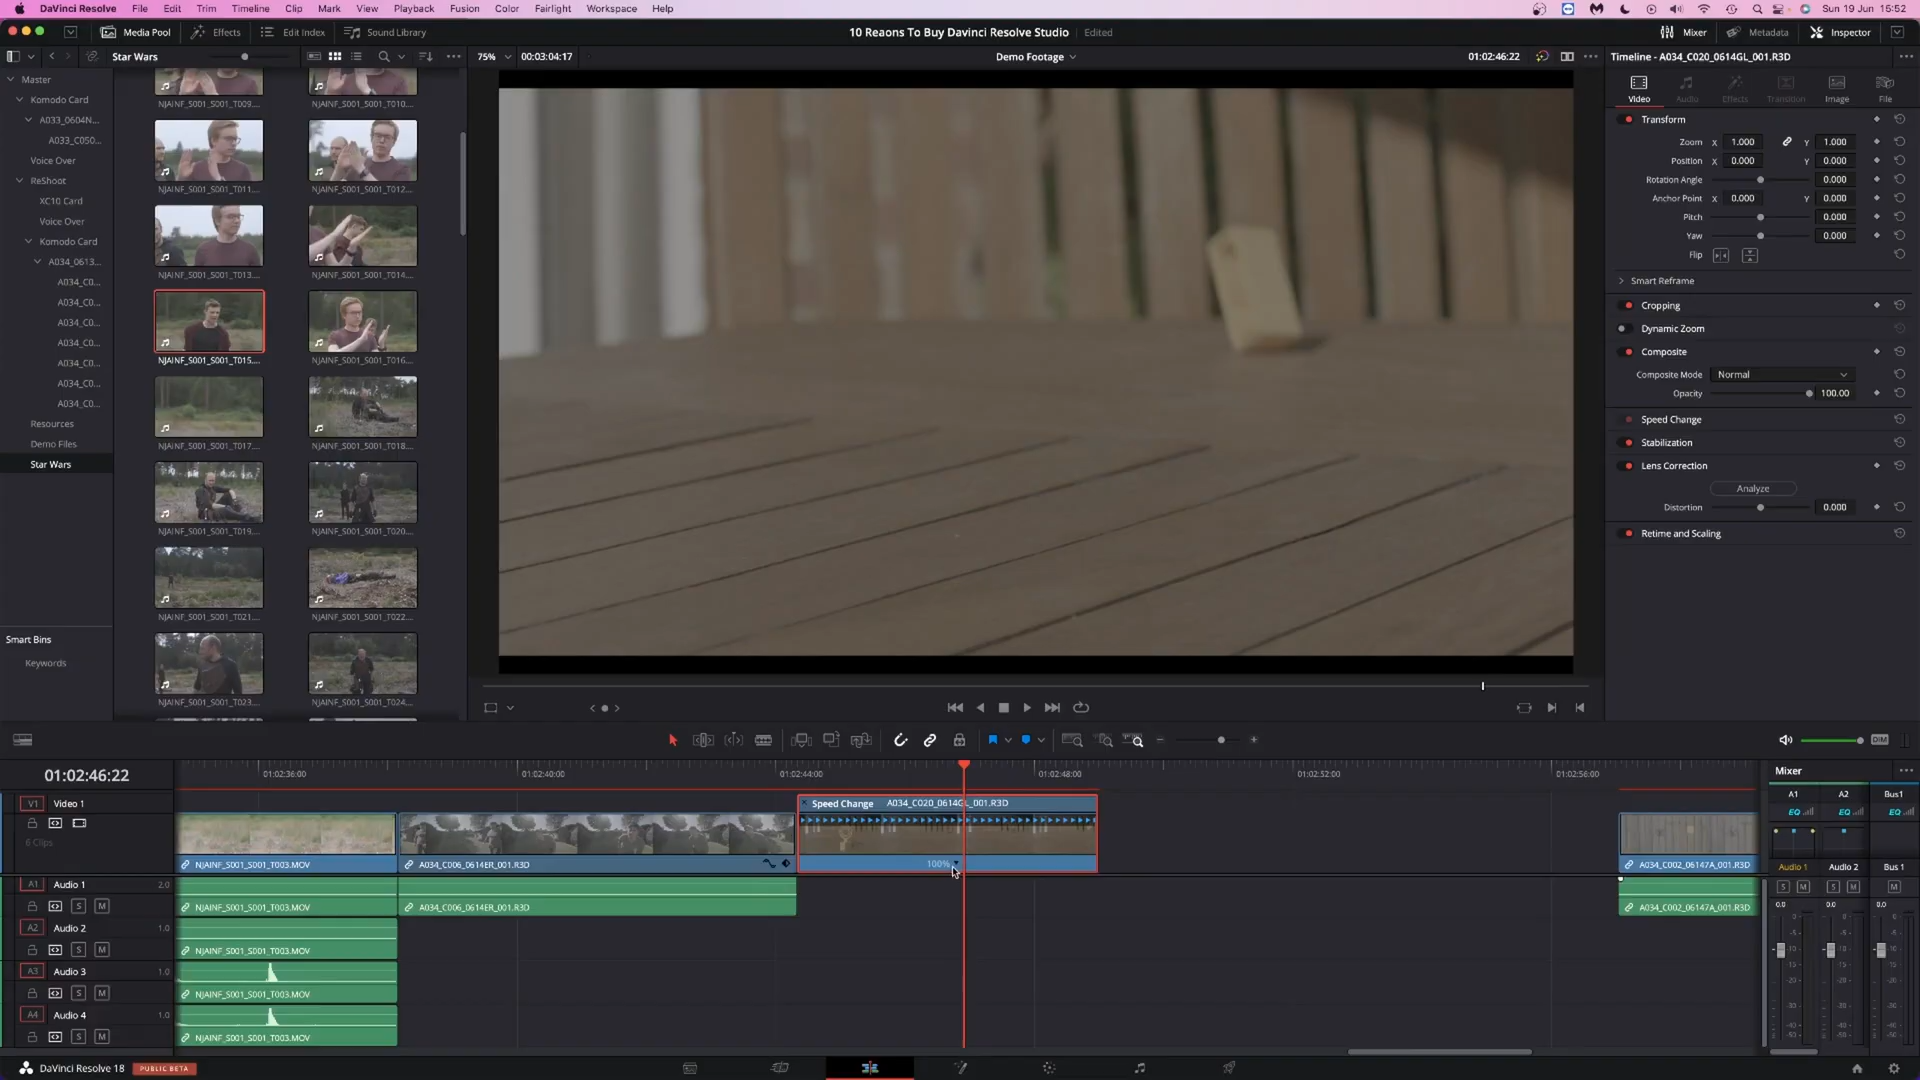 DaVinci Resolve File Edit Trim Timeline Clip Mark View Playback Fusion Color Fairlight Workspace Help Sun 19 Jun 15:52
Media Pool Effects Edit Index Sound Library 10 Reaons To Buy Davinci Resolve Studio Edited Mixer Metadata Inspector
Star Wars 75% 00:03:04:17 Demo Footage 01:02:46:22 Timeline - A034_C020_0614GL_001.R3D
Video Audio Effects Transition Image File
Master
Komodo Card
A033_0604N...
A033_C050...
Voice Over
ReShoot
XC10 Card
Voice Over
Komodo Card
A034_0613...
A034_C0...
A034_C0...
A034_C0...
A034_C0...
A034_C0...
A034_C0...
A034_C0...
Resources
Demo Files
Star Wars
Smart Bins
Keywords
NJAINF_S001_S001_T009... NJAINF_S001_S001_T010...
NJAINF_S001_S001_T011... NJAINF_S001_S001_T012...
NJAINF_S001_S001_T013... NJAINF_S001_S001_T014...
NJAINF_S001_S001_T015... NJAINF_S001_S001_T016...
NJAINF_S001_S001_T017... NJAINF_S001_S001_T018...
NJAINF_S001_S001_T019... NJAINF_S001_S001_T020...
NJAINF_S001_S001_T021... NJAINF_S001_S001_T022...
NJAINF_S001_S001_T023... NJAINF_S001_S001_T024...
Transform
Zoom X 1.000 Y 1.000
Position X 0.000 Y 0.000
Rotation Angle 0.000
Anchor Point X 0.000 Y 0.000
Pitch 0.000
Yaw 0.000
Flip
Smart Reframe
Cropping
Dynamic Zoom
Composite
Composite Mode Normal
Opacity 100.00
Speed Change
Stabilization
Lens Correction
Analyze
Distortion 0.000
Retime and Scaling
DIM
01:02:46:22 01:02:36:00 01:02:40:00 01:02:44:00 01:02:48:00 01:02:52:00 01:02:56:00 Mixer
V1 Video 1 Speed Change A034_C020_0614GL_001.R3D A1 A2 Bus1
EQ EQ EQ
6 Clips
NJAINF_S001_S001_T003.MOV A034_C006_0614ER_001.R3D 100% A034_C002_06147A_001.R3D Audio 1 Audio 2 Bus 1
A1 Audio 1 2.0 S M S M M
S M NJAINF_S001_S001_T003.MOV A034_C006_0614ER_001.R3D A034_C002_06147A_001.R3D 0.0 0.0 0.0
A2 Audio 2 1.0
S M NJAINF_S001_S001_T003.MOV
A3 Audio 3 1.0
S M NJAINF_S001_S001_T003.MOV
A4 Audio 4 1.0
S M NJAINF_S001_S001_T003.MOV
DaVinci Resolve 18 PUBLIC BETA